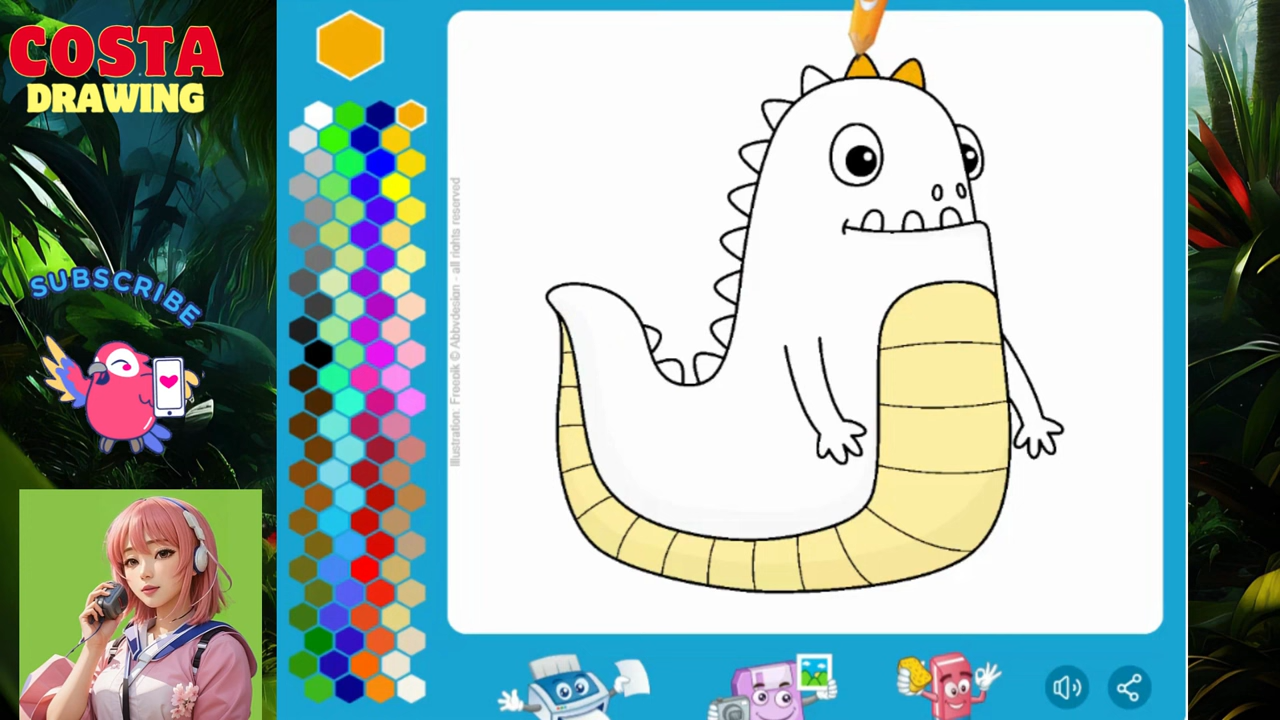 COSTA
DRAWING
SUBSCRIBE
Illustration: Freepik © Abbydesign - all rights reserved